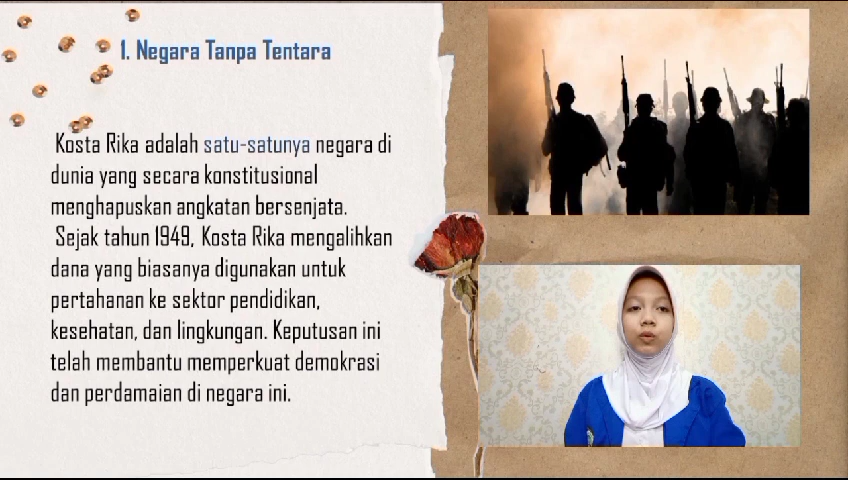 1. Negara Tanpa Tentara
Kosta Rika adalah satu-satunya negara di
dunia yang secara konstitusional
menghapuskan angkatan bersenjata.
Sejak tahun 1949, Kosta Rika mengalihkan
dana yang biasanya digunakan untuk
pertahanan ke sektor pendidikan,
kesehatan, dan lingkungan. Keputusan ini
telah membantu memperkuat demokrasi
dan perdamaian di negara ini.